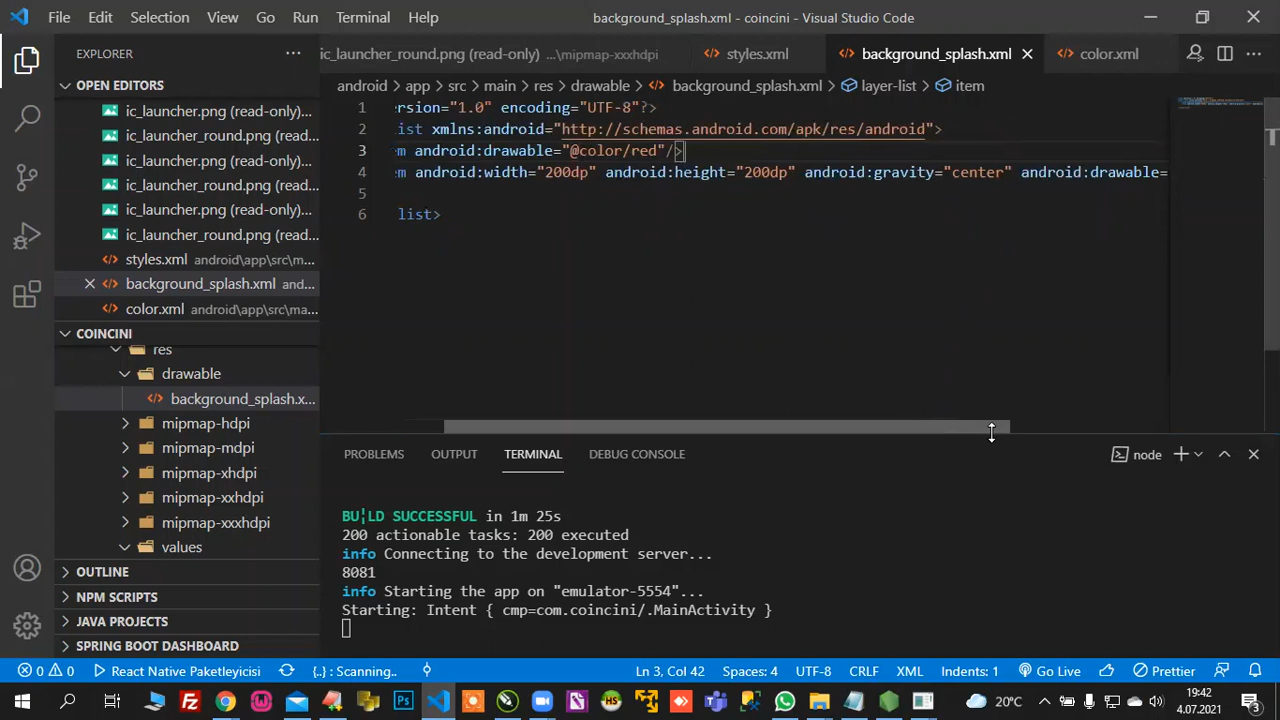 File Edit Selection View Go Run Terminal Help
background_splash.xml - coincini - Visual Studio Code
EXPLORER
OPEN EDITORS
ic_launcher.png (read-only)...
ic_launcher_round.png (read...
ic_launcher.png (read-only)...
ic_launcher_round.png (read...
ic_launcher.png (read-only)...
ic_launcher_round.png (read...
styles.xml android\app\src\m...
background_splash.xml and...
color.xml android\app\src\ma...
COINCINI
res
drawable
background_splash.x...
mipmap-hdpi
mipmap-mdpi
mipmap-xhdpi
mipmap-xxhdpi
mipmap-xxxhdpi
values
OUTLINE
NPM SCRIPTS
JAVA PROJECTS
SPRING BOOT DASHBOARD
ic_launcher_round.png (read-only) ...\mipmap-xxxhdpi
styles.xml
background_splash.xml
color.xml
android > app > src > main > res > drawable > background_splash.xml > layer-list > item
1 ersion="1.0" encoding="UTF-8"?>
2 ist xmlns:android="http://schemas.android.com/apk/res/android">
3 m android:drawable="@color/red"/>
4 m android:width="200dp" android:height="200dp" android:gravity="center" android:drawable=
5
6 list>
PROBLEMS OUTPUT TERMINAL DEBUG CONSOLE
node
BU¦LD SUCCESSFUL in 1m 25s
200 actionable tasks: 200 executed
info Connecting to the development server...
8081
info Starting the app on "emulator-5554"...
Starting: Intent { cmp=com.coincini/.MainActivity }
0 0 React Native Paketleyicisi {..} : Scanning.. Ln 3, Col 42 Spaces: 4 UTF-8 CRLF XML Indents: 1 Go Live Prettier
20°C
19:42
4.07.2021